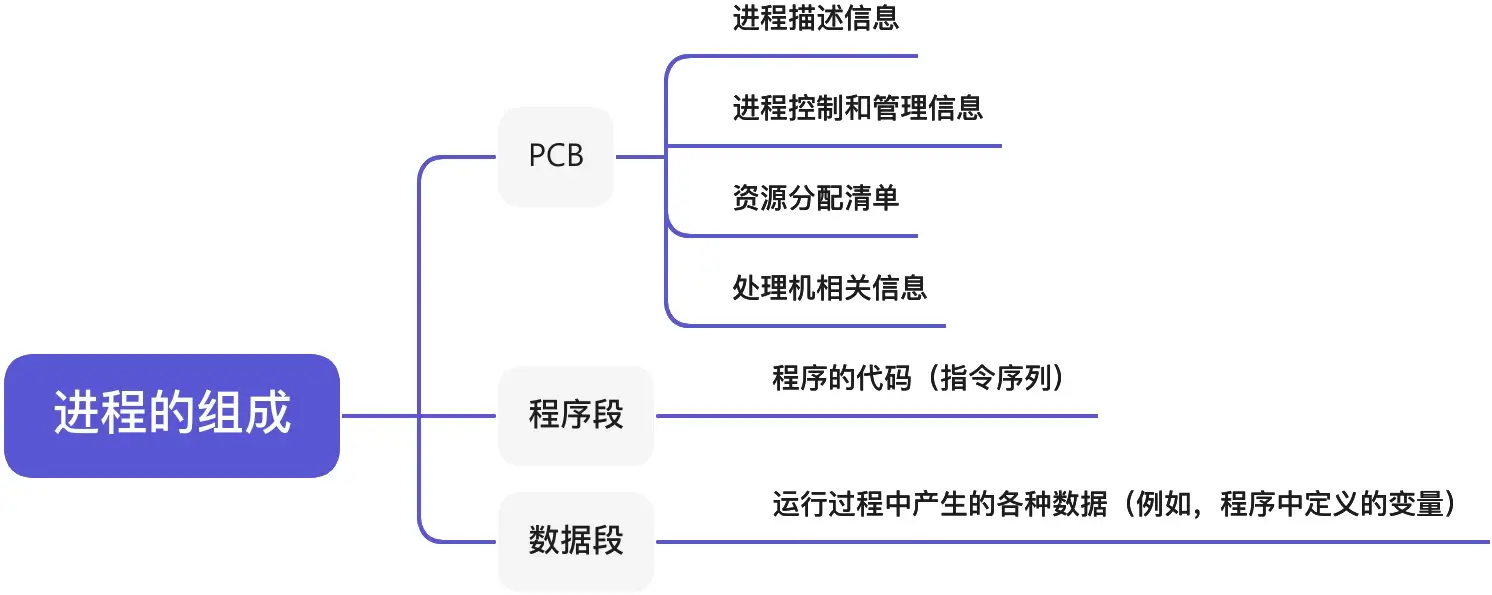 进程的组成
PCB
进程描述信息
进程控制和管理信息
资源分配清单
处理机相关信息
程序段
程序的代码（指令序列）
数据段
运行过程中产生的各种数据（例如，程序中定义的变量）